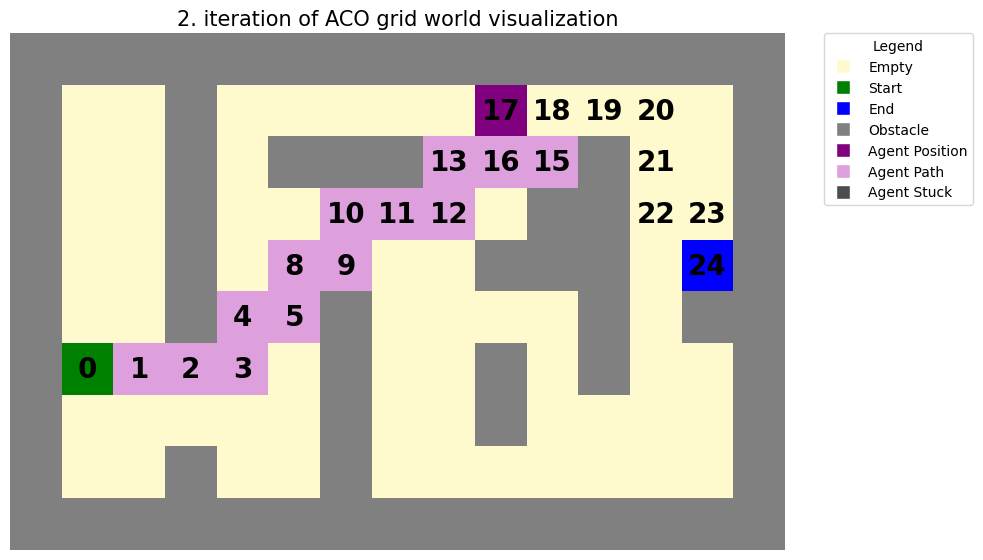 2. iteration of ACO grid world visualization
Legend
Empty
Start
End
Obstacle
Agent Position
Agent Path
Agent Stuck
17 18 19 20
13 16 15 21
10 11 12 22 23
8 9 24
4 5
0 1 2 3